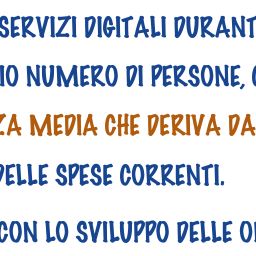 SERVIZI DIGITALI DURANT
IO NUMERO DI PERSONE,
ZA MEDIA CHE DERIVA DA
DELLE SPESE CORRENTI.
CON LO SVILUPPO DELLE